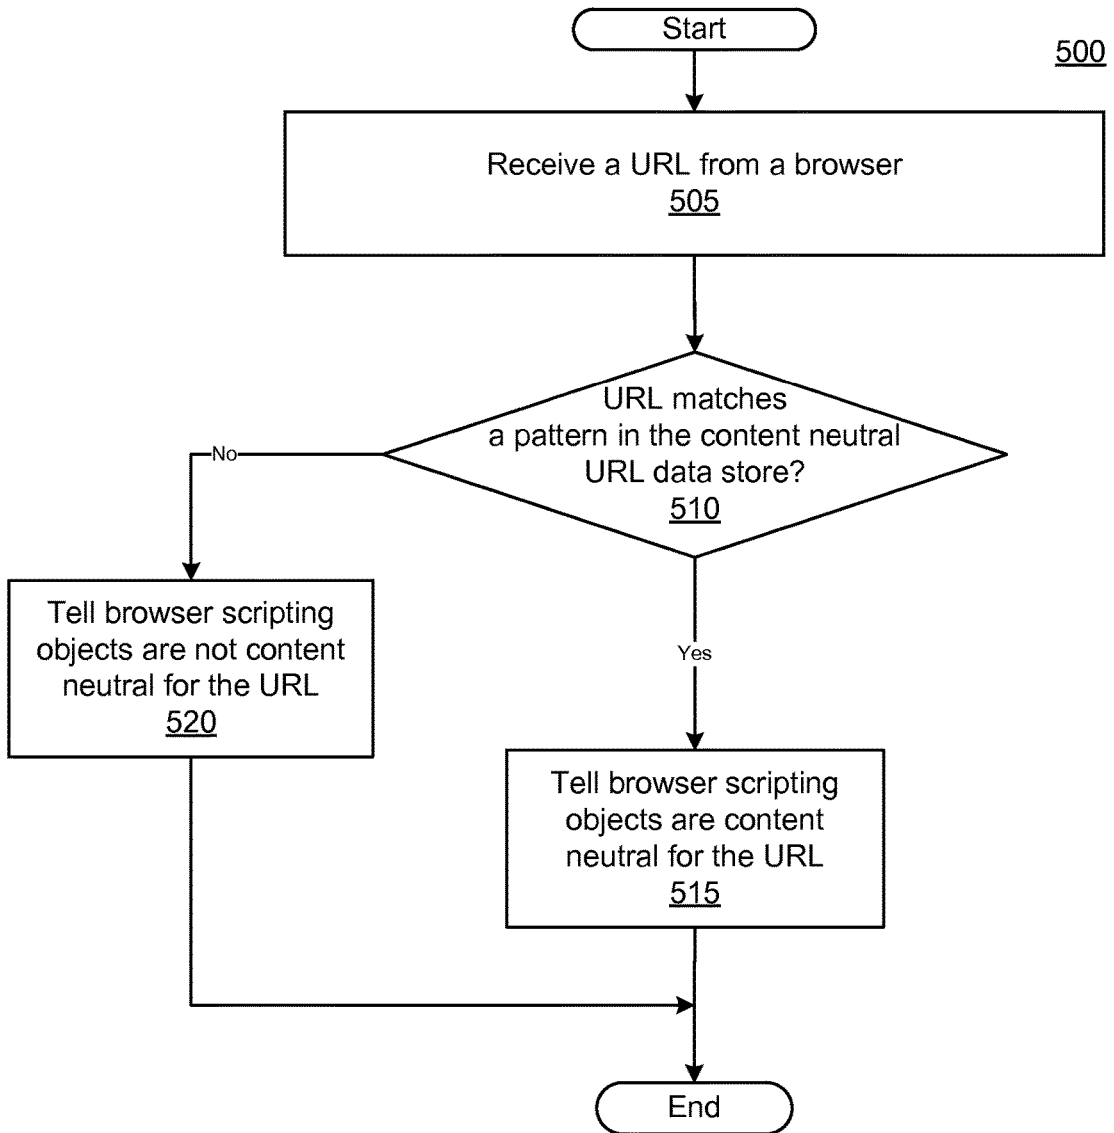 Start
500
Receive a URL from a browser
505
URL matches
a pattern in the content neutral
URL data store?
510
No
Tell browser scripting
objects are not content
neutral for the URL
520
Yes
Tell browser scripting
objects are content
neutral for the URL
515
End